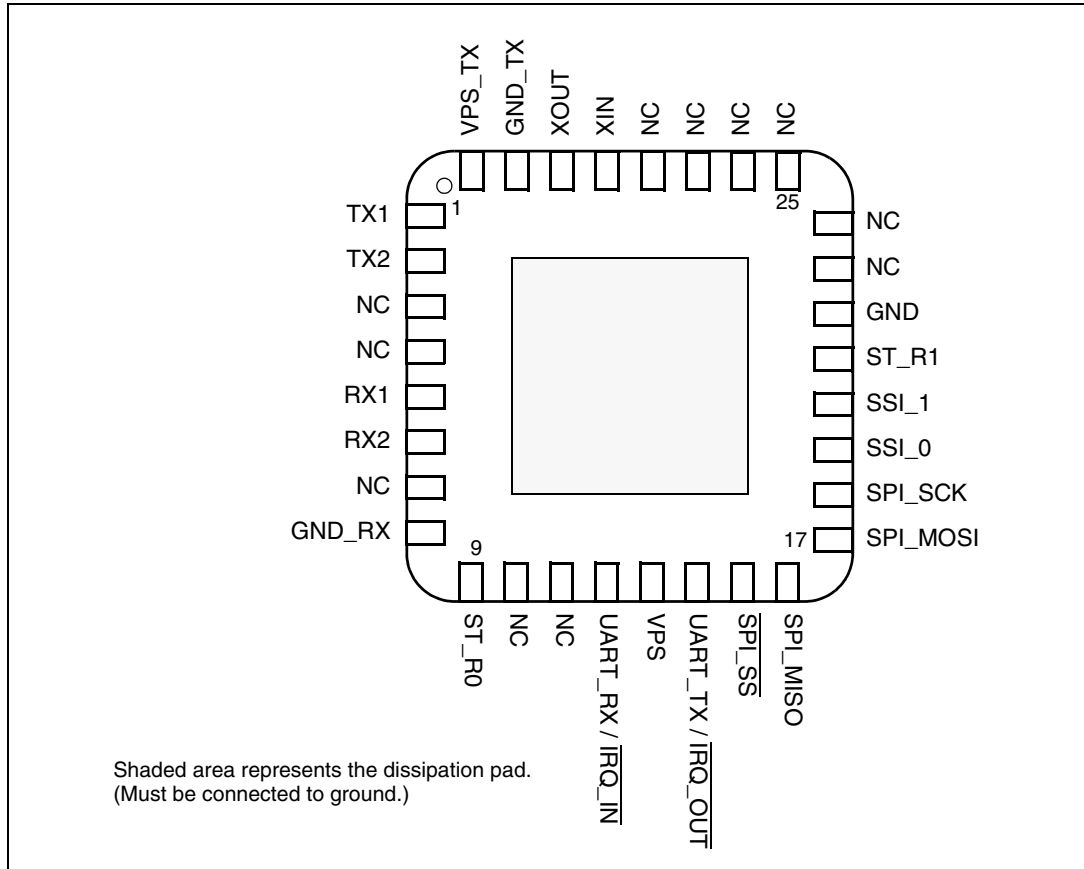 VPS_TX
GND_TX
XOUT
XIN
NC
NC
NC
NC
1
25
TX1
TX2
NC
NC
RX1
RX2
NC
GND_RX
NC
NC
GND
ST_R1
SSI_1
SSI_0
SPI_SCK
SPI_MOSI
9
17
ST_R0
NC
NC
UART_RX / IRQ_IN
VPS
UART_TX / IRQ_OUT
SPI_SS
SPI_MISO
Shaded area represents the dissipation pad.
(Must be connected to ground.)